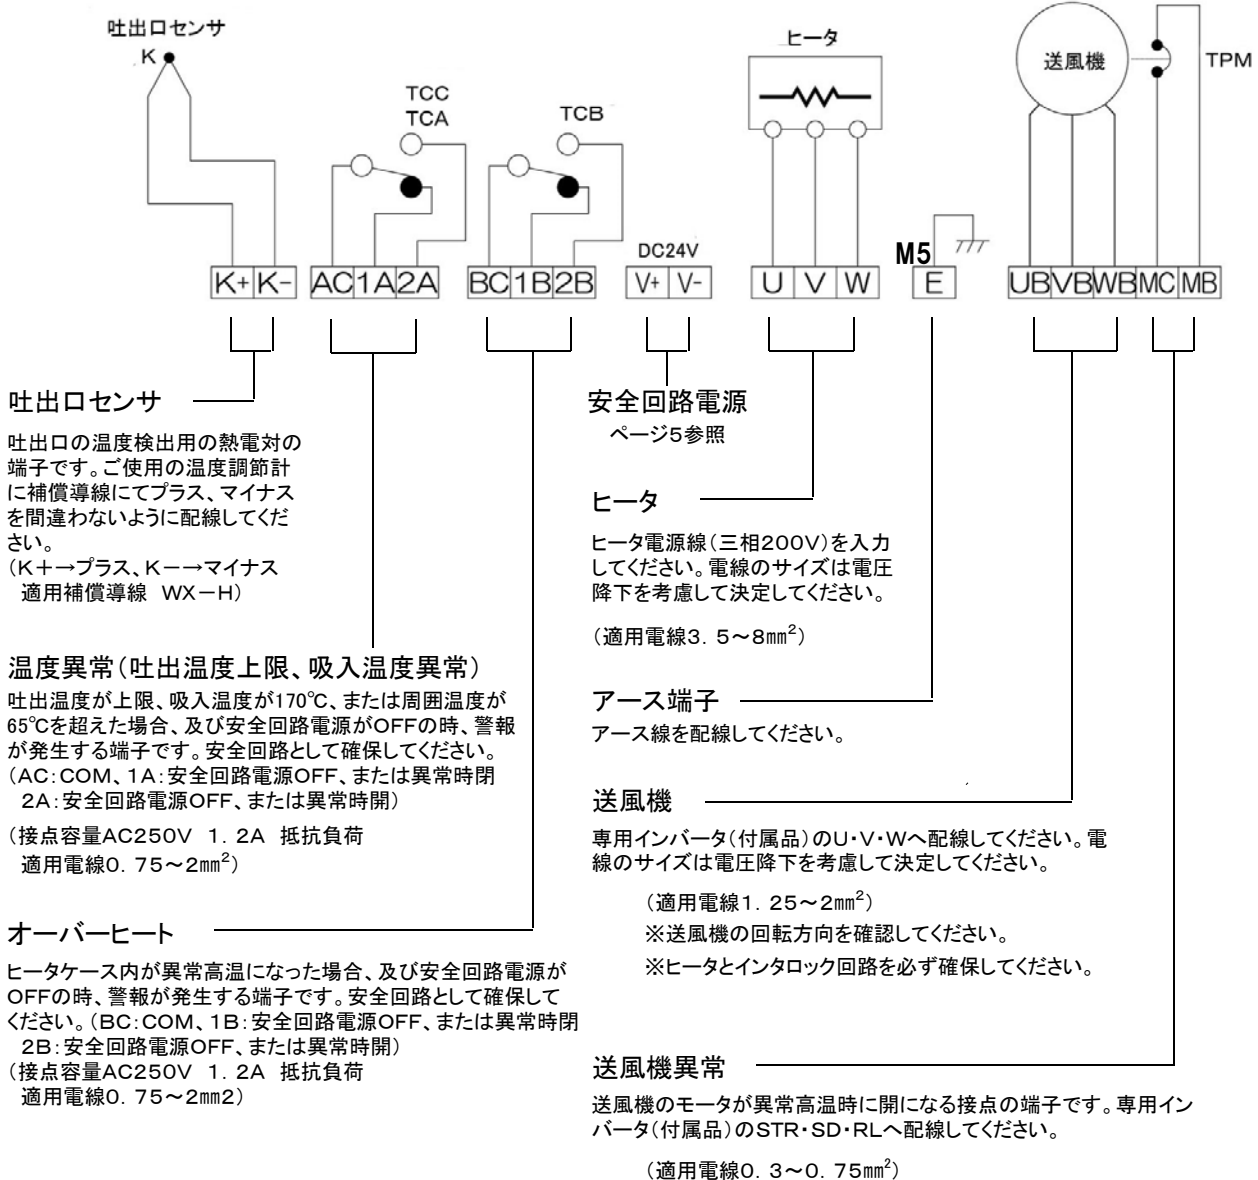 吐出口センサ
K
TCC
TCA
TCB
ヒータ
送風機
TPM
DC24V
M5
K+ K-
AC 1A 2A
BC 1B 2B
V+ V-
U V W
E
UB VB WB MC MB
吐出口センサ
吐出口の温度検出用の熱電対の
端子です。ご使用の温度調節計
に補償導線にてプラス、マイナス
を間違わないように配線してくだ
さい。
(K+→プラス、K-→マイナス
適用補償導線 WX-H)
温度異常(吐出温度上限、吸入温度異常)
吐出温度が上限、吸入温度が170℃、または周囲温度が
65℃を超えた場合、及び安全回路電源がOFFの時、警報
が発生する端子です。安全回路として確保してください。
(AC:COM、1A:安全回路電源OFF、または異常時閉
2A:安全回路電源OFF、または異常時開)
(接点容量AC250V 1.2A 抵抗負荷
適用電線0.75~2mm²)
オーバーヒート
ヒータケース内が異常高温になった場合、及び安全回路電源が
OFFの時、警報が発生する端子です。安全回路として確保して
ください。(BC:COM、1B:安全回路電源OFF、または異常時閉
2B:安全回路電源OFF、または異常時開)
(接点容量AC250V 1.2A 抵抗負荷
適用電線0.75~2mm2)
安全回路電源
ページ5参照
ヒータ
ヒータ電源線(三相200V)を入力
してください。電線のサイズは電圧
降下を考慮して決定してください。
(適用電線3.5~8mm²)
アース端子
アース線を配線してください。
送風機
専用インバータ(付属品)のU・V・Wへ配線してください。電
線のサイズは電圧降下を考慮して決定してください。
(適用電線1.25~2mm²)
※送風機の回転方向を確認してください。
※ヒータとインタロック回路を必ず確保してください。
送風機異常
送風機のモータが異常高温時に開になる接点の端子です。専用イン
バータ(付属品)のSTR・SD・RLへ配線してください。
(適用電線0.3~0.75mm²)